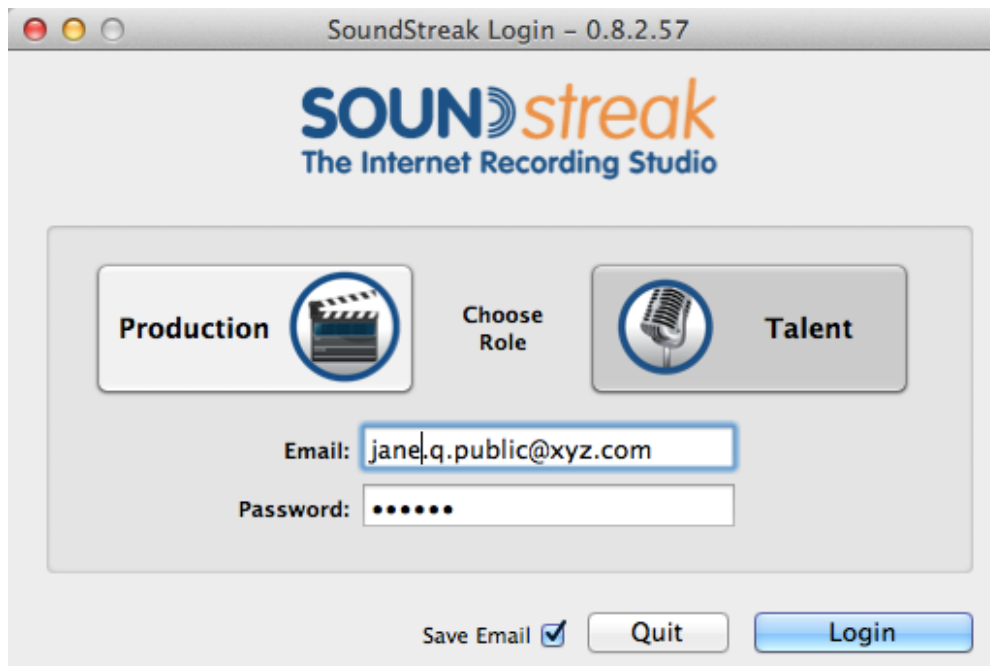 SoundStreak Login – 0.8.2.57
SOUNDstreak
The Internet Recording Studio
Production
Choose
Role
Talent
Email: jane.q.public@xyz.com
Password: ••••••
Save Email
Quit
Login